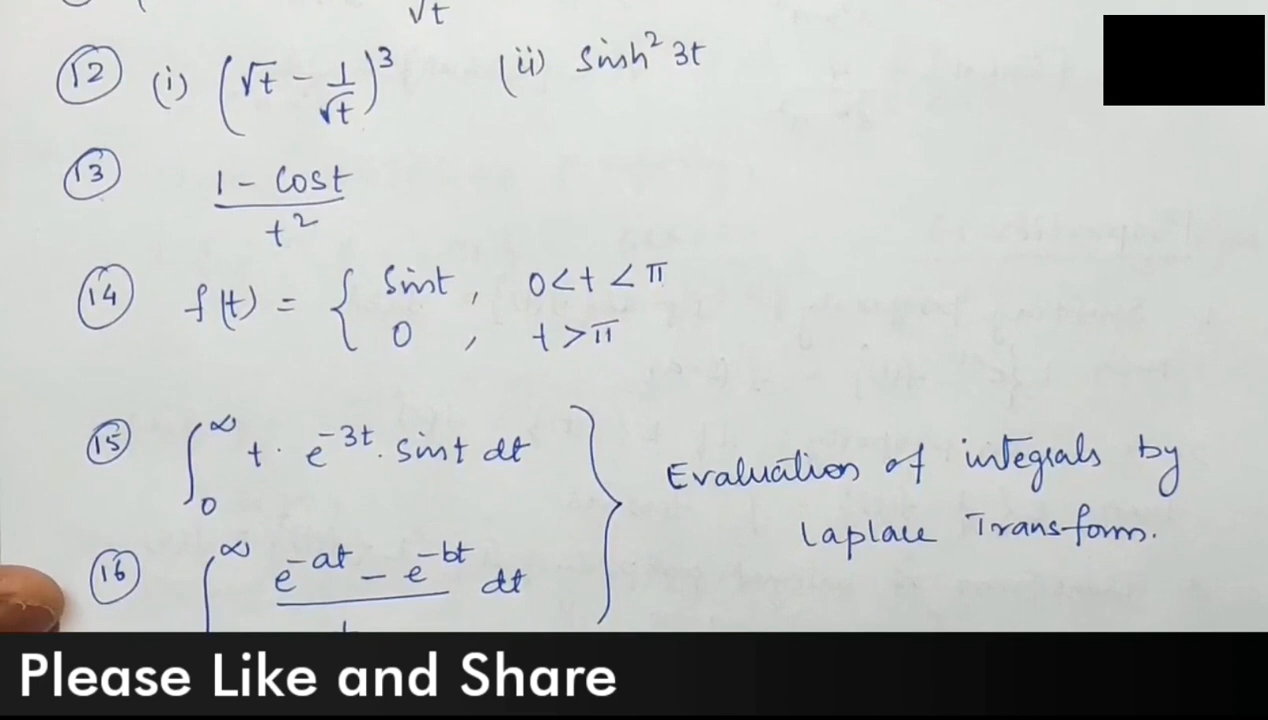 √t
(12) (i) (√t - 1/√t)^3 (ii) Sinh² 3t
(13) 1 - Cost / t²
(14) f(t) = { Sint, 0<t<π
0, t>π
(15) ∫₀^∞ t · e^-3t · Sint dt
Evaluation of integrals by
Laplace Transform.
(16) ∫ ^∞ e^-at - e^-bt dt
Please Like and Share